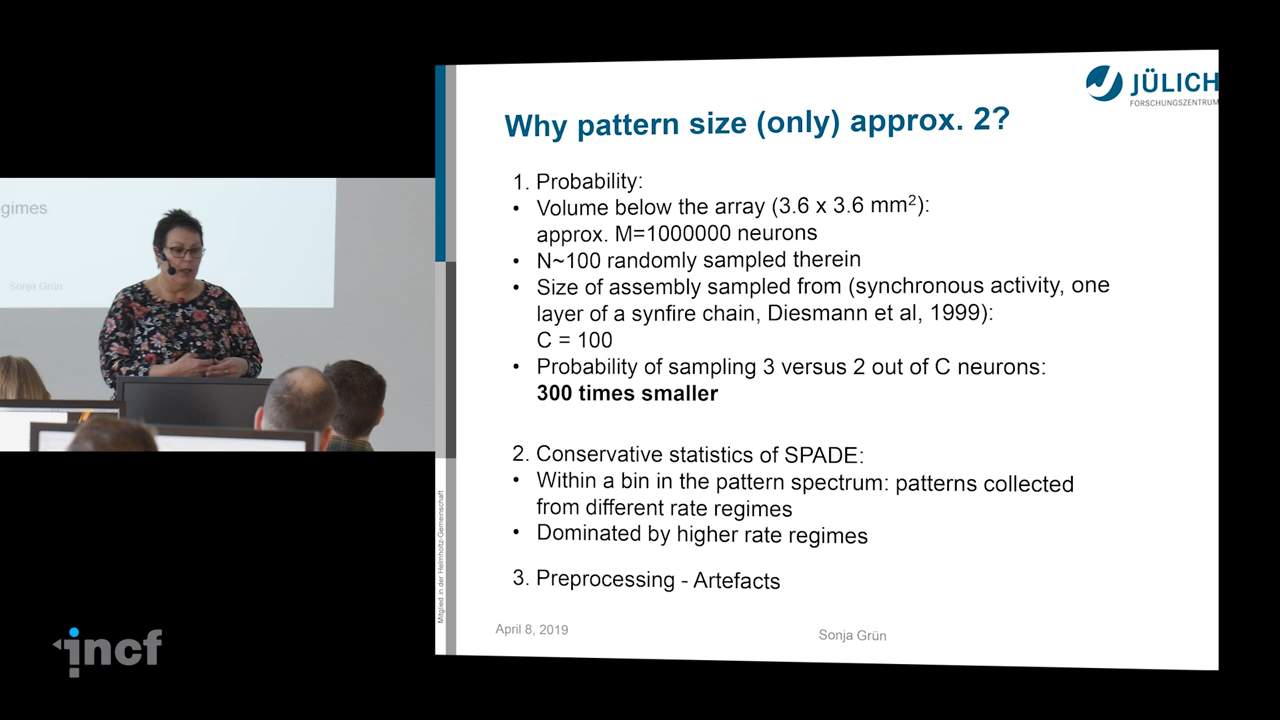 gimes
Sonja Grün
JÜLICH
FORSCHUNGSZENTRUM
Why pattern size (only) approx. 2?
1. Probability:
• Volume below the array (3.6 x 3.6 mm²):
approx. M=1000000 neurons
• N~100 randomly sampled therein
• Size of assembly sampled from (synchronous activity, one
layer of a synfire chain, Diesmann et al, 1999):
C = 100
• Probability of sampling 3 versus 2 out of C neurons:
300 times smaller
2. Conservative statistics of SPADE:
• Within a bin in the pattern spectrum: patterns collected
from different rate regimes
• Dominated by higher rate regimes
3. Preprocessing - Artefacts
Mitglied in der Helmholtz-Gemeinschaft
April 8, 2019
Sonja Grün
incf